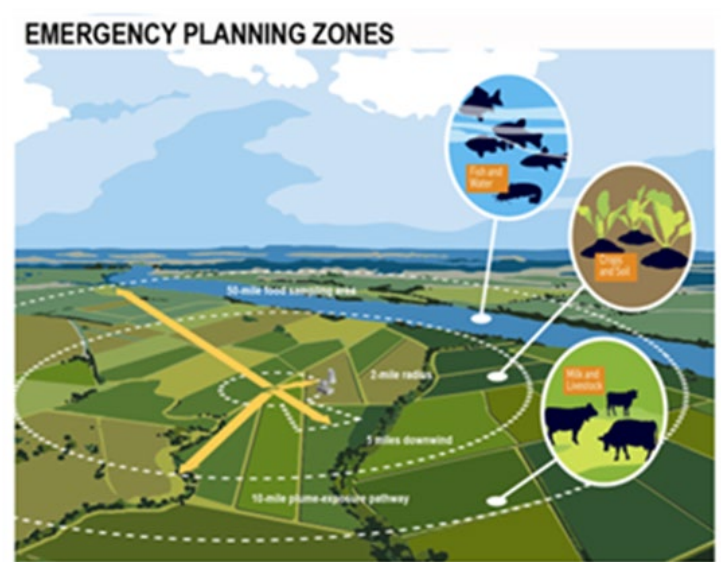 EMERGENCY PLANNING ZONES
Fish and
Water
Crops
and Soil
50-mile food sampling area
2-mile radius
Milk and
Livestock
5 miles downwind
10-mile plume-exposure pathway